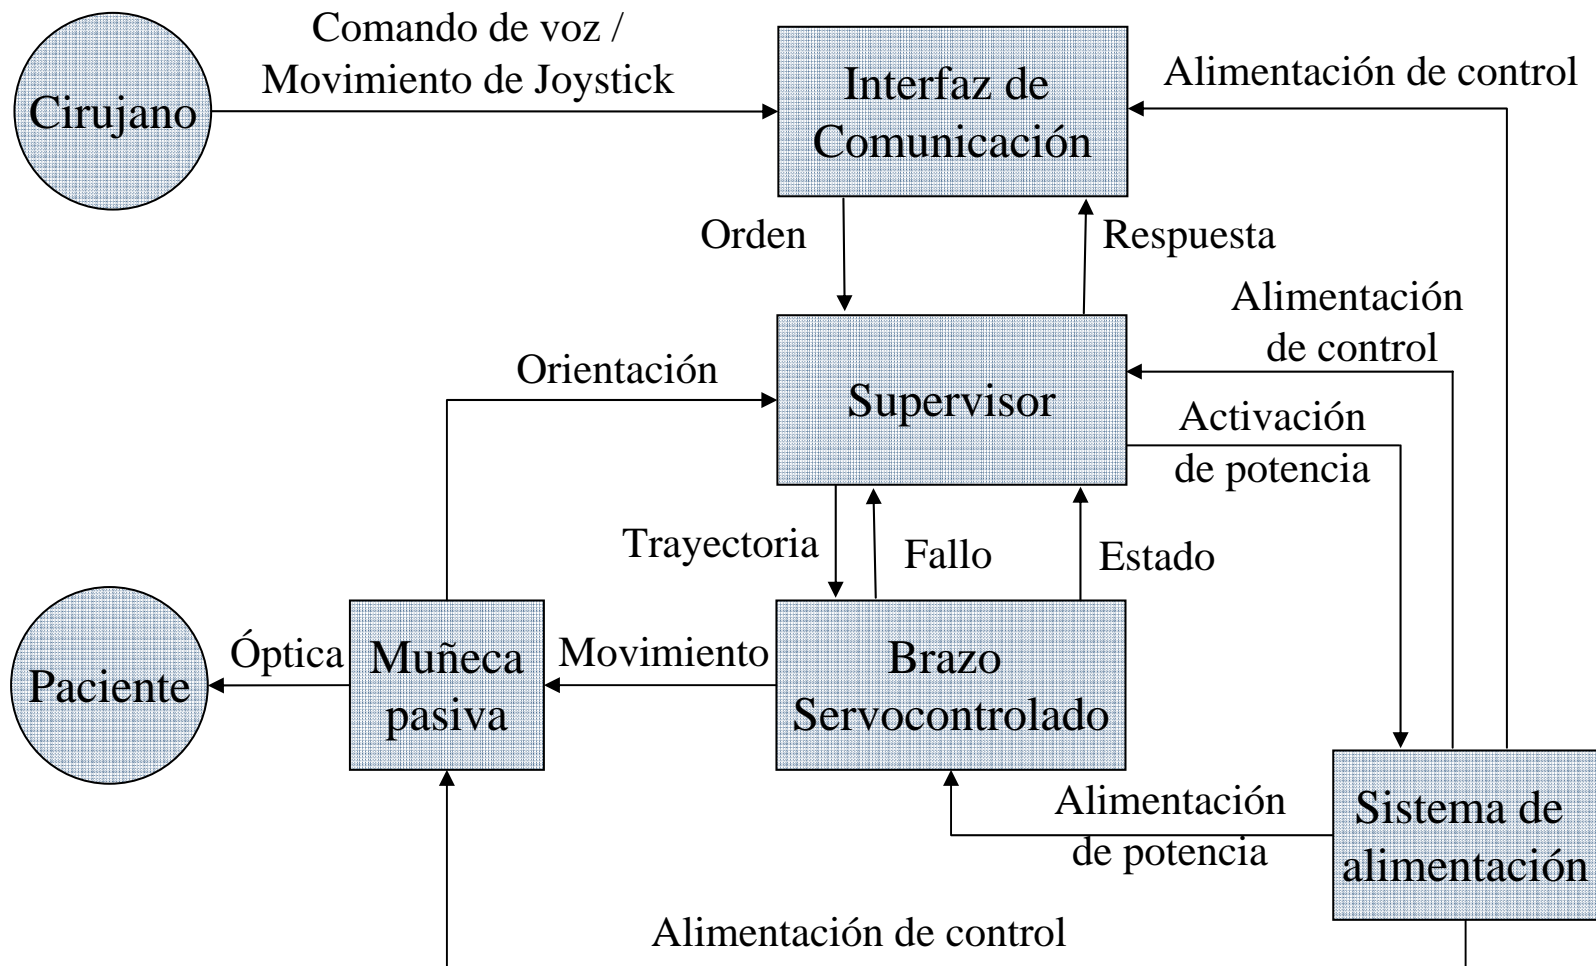 Comando de voz /
Movimiento de Joystick
Cirujano
Interfaz de
Comunicación
Alimentación de control
Orden
Respuesta
Alimentación
de control
Orientación
Supervisor
Activación
de potencia
Trayectoria
Fallo
Estado
Paciente
Óptica
Muñeca
pasiva
Movimiento
Brazo
Servocontrolado
Alimentación
de potencia
Sistema de
alimentación
Alimentación de control